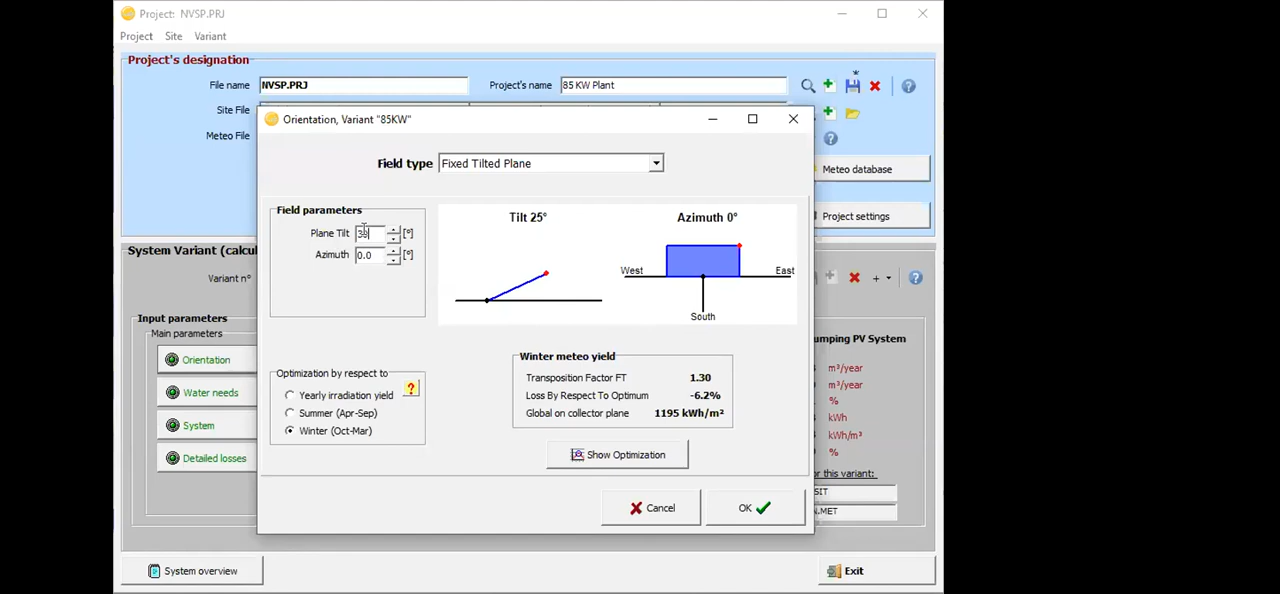 Project: NVSP.PRJ
Project Site Variant
Project's designation
File name NVSP.PRJ Project's name 85 KW Plant
Site File
Orientation, Variant "85KW"
Meteo File
Field type Fixed Tilted Plane
Meteo database
Field parameters
Tilt 25° Azimuth 0°
Project settings
Plane Tilt [°]
Azimuth 0.0 [°]
West East
South
System Variant (calcu
Variant n°
Input parameters
Main parameters
Orientation
Water needs
System
Detailed losses
Optimization by respect to
Yearly irradiation yield
Summer (Apr-Sep)
Winter (Oct-Mar)
Winter meteo yield
Transposition Factor FT 1.30
Loss By Respect To Optimum -6.2%
Global on collector plane 1195 kWh/m²
Show Optimization
Cancel OK
umping PV System
m³/year
m³/year
%
kWh
kWh/m³
%
or this variant:
SIT
N.MET
System overview Exit